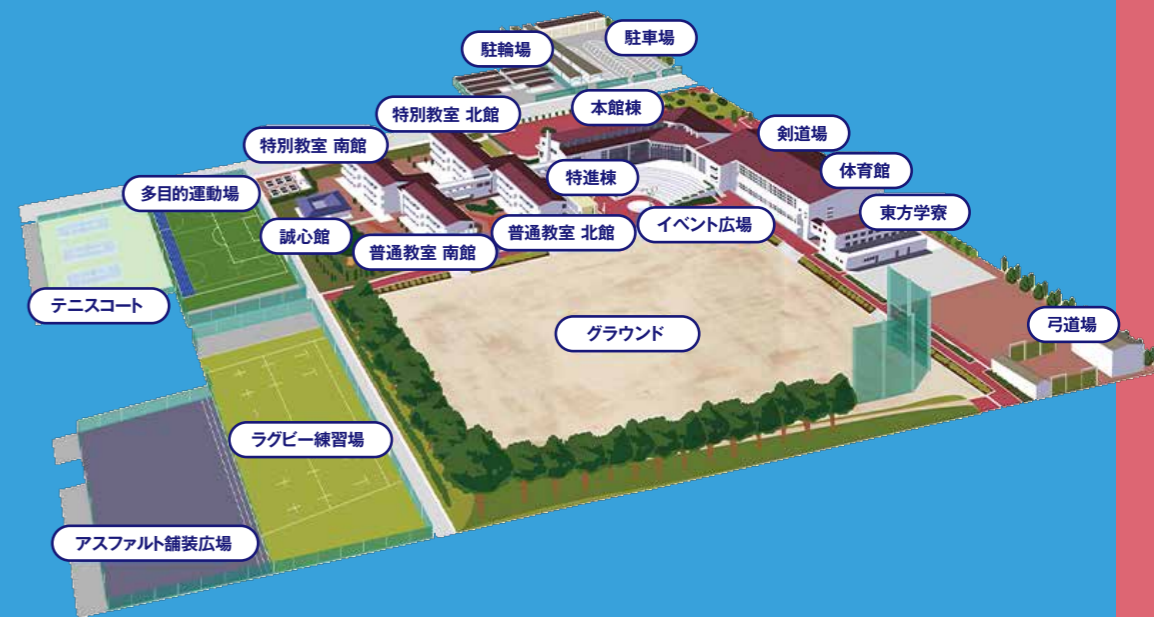 駐輪場
駐車場
特別教室 北館
本館棟
特別教室 南館
剣道場
体育館
多目的運動場
特進棟
東方学寮
誠心館
普通教室 南館
普通教室 北館
イベント広場
テニスコート
グラウンド
弓道場
ラグビー練習場
アスファルト舗装広場